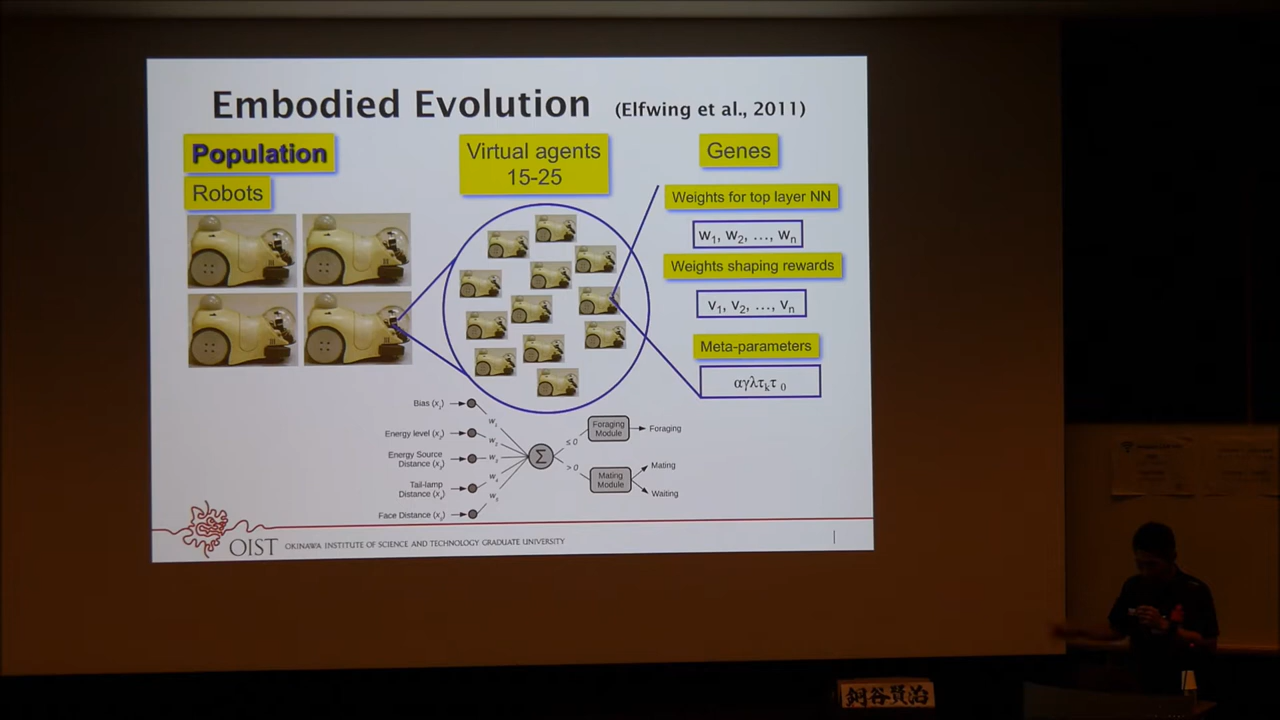 Embodied Evolution (Elfwing et al., 2011)
Population
Robots
Virtual agents
15-25
Genes
Weights for top layer NN
w1, w2, …, wn
Weights shaping rewards
v1, v2, …, vn
Meta-parameters
αγλτkτ0
Bias (x1)
Energy level (x2)
Energy Source
Distance (x3)
Tail-lamp
Distance (x4)
Face Distance (x5)
w1
w2
w3
w4
w5
Σ
≤ 0
> 0
Foraging
Module
Foraging
Mating
Module
Mating
Waiting
OIST OKINAWA INSTITUTE OF SCIENCE AND TECHNOLOGY GRADUATE UNIVERSITY
銅谷賢治